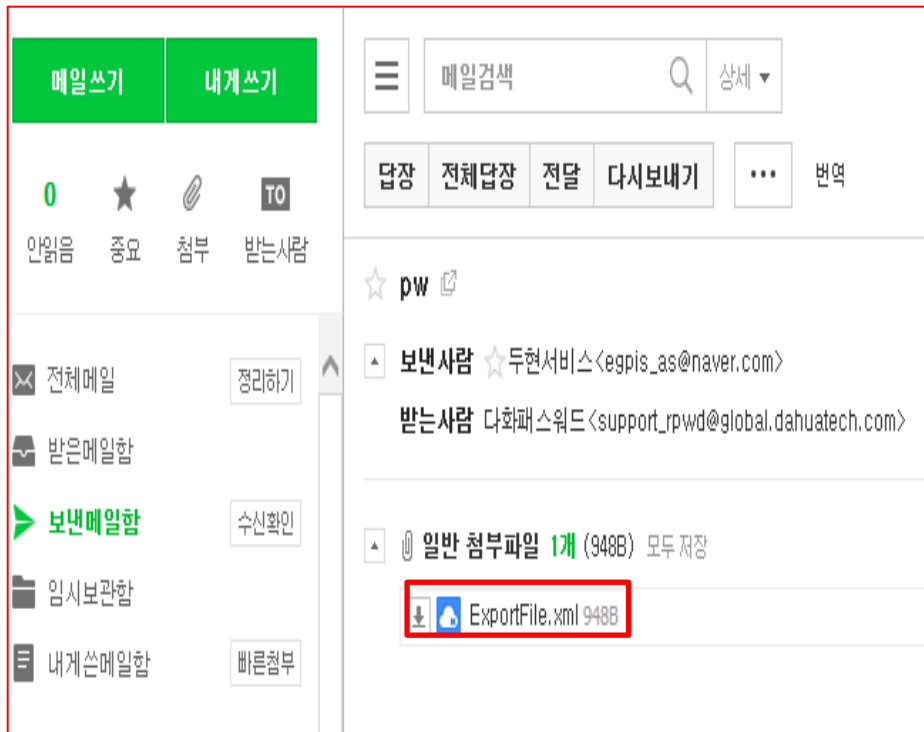 메일쓰기 내게쓰기
메일검색 상세
답장 전체답장 전달 다시보내기 ... 번역
0 TO
안읽음 중요 첨부 받는사람
pw
전체메일 정리하기
보낸사람 두현서비스<egpis_as@naver.com>
받는사람 다화패스워드<support_rpwd@global.dahuatech.com>
받은메일함
보낸메일함 수신확인
일반 첨부파일 1개 (948B) 모두 저장
임시보관함
ExportFile.xml 948B
내게쓴메일함 빠른첨부